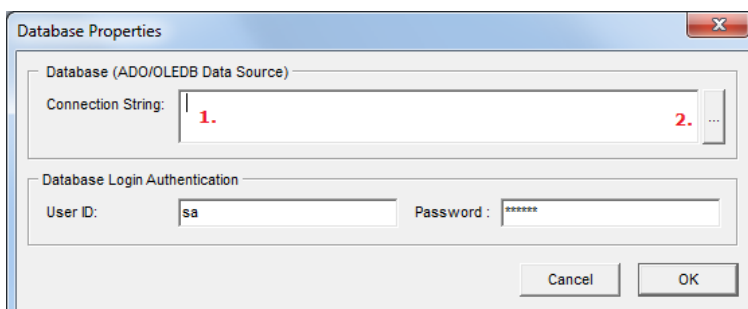 Database Properties
Database (ADO/OLEDB Data Source)
Connection String:
1.
2.
...
Database Login Authentication
User ID:
sa
Password :
******
Cancel
OK